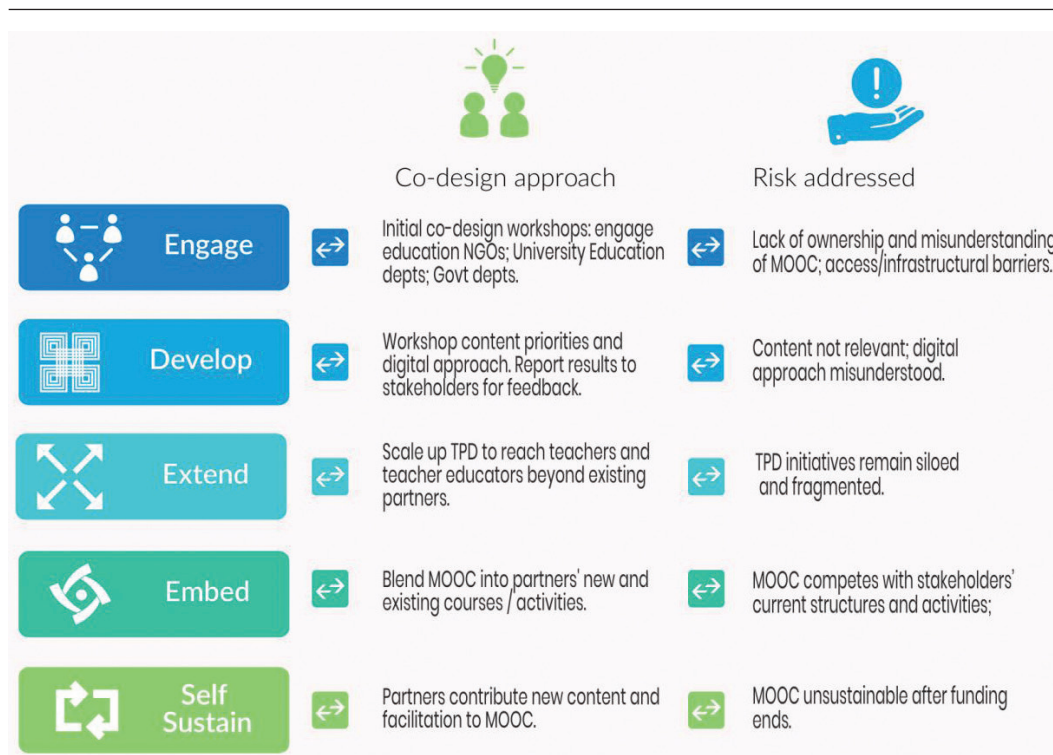 Co-design approach
Risk addressed
Engage
Initial co-design workshops: engage
education NGOs; University Education
depts; Govt depts.
Lack of ownership and misunderstanding
of MOOC; access/infrastructural barriers.
Develop
Workshop content priorities and
digital approach. Report results to
stakeholders for feedback.
Content not relevant; digital
approach misunderstood.
Extend
Scale up TPD to reach teachers and
teacher educators beyond existing
partners.
TPD initiatives remain siloed
and fragmented.
Embed
Blend MOOC into partners' new and
existing courses / activities.
MOOC competes with stakeholders'
current structures and activities;
Self
Sustain
Partners contribute new content and
facilitation to MOOC.
MOOC unsustainable after funding
ends.